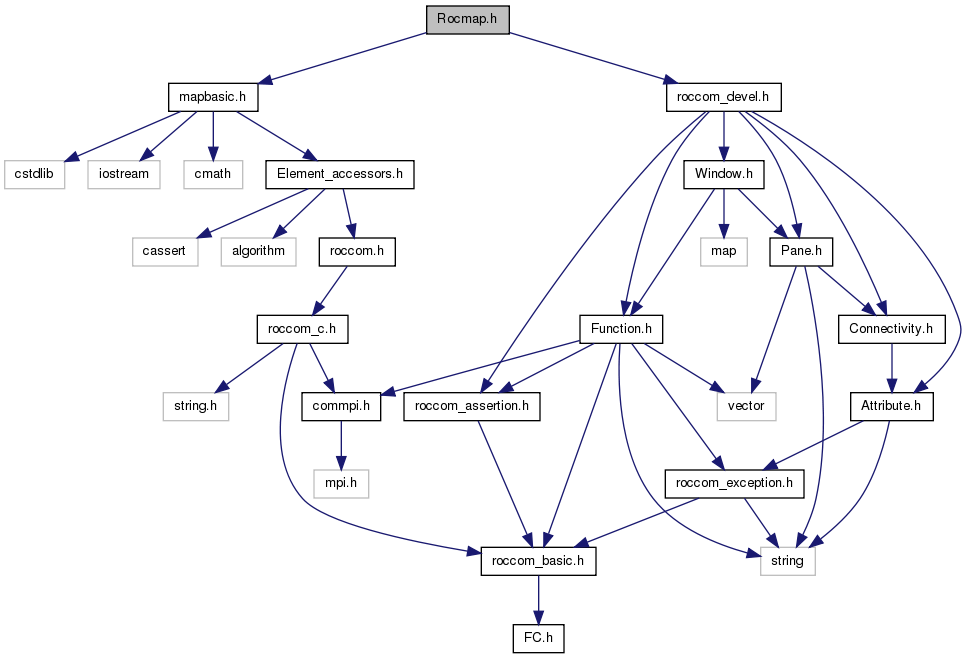 Rocmap.h
mapbasic.h
roccom_devel.h
cstdlib
iostream
cmath
Element_accessors.h
Window.h
cassert
algorithm
roccom.h
map
Pane.h
roccom_c.h
Function.h
Connectivity.h
string.h
commpi.h
roccom_assertion.h
vector
Attribute.h
mpi.h
roccom_exception.h
roccom_basic.h
string
FC.h